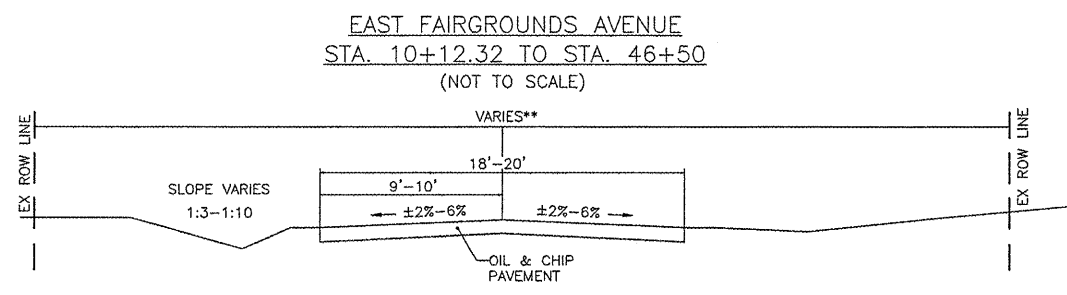 EAST FAIRGROUNDS AVENUE
STA. 10+12.32 TO STA. 46+50
(NOT TO SCALE)
VARIES**
EX ROW LINE
EX ROW LINE
18'-20'
9'-10'
SLOPE VARIES
1:3-1:10
±2%-6%
±2%-6%
OIL & CHIP
PAVEMENT